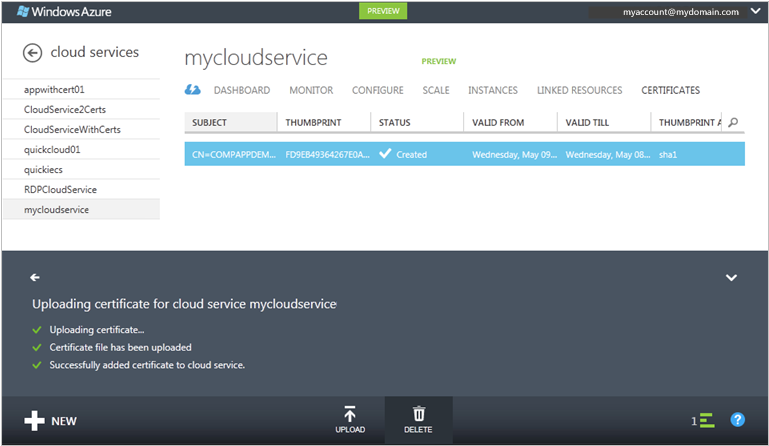 Windows Azure
PREVIEW
myaccount@mydomain.com
cloud services
appwithcert01
CloudService2Certs
CloudServiceWithCerts
quickcloud01
quickiecs
RDPCloudService
mycloudservice
mycloudservice
PREVIEW
DASHBOARD MONITOR CONFIGURE SCALE INSTANCES LINKED RESOURCES CERTIFICATES
SUBJECT THUMBPRINT STATUS VALID FROM VALID TILL THUMBPRINT A
CN=COMPAPPDEM... FD9EB49364267E0A... Created Wednesday, May 09... Wednesday, May 08... sha1
Uploading certificate for cloud service mycloudservice
Uploading certificate...
Certificate file has been uploaded
Successfully added certificate to cloud service.
NEW
UPLOAD
DELETE
1
?